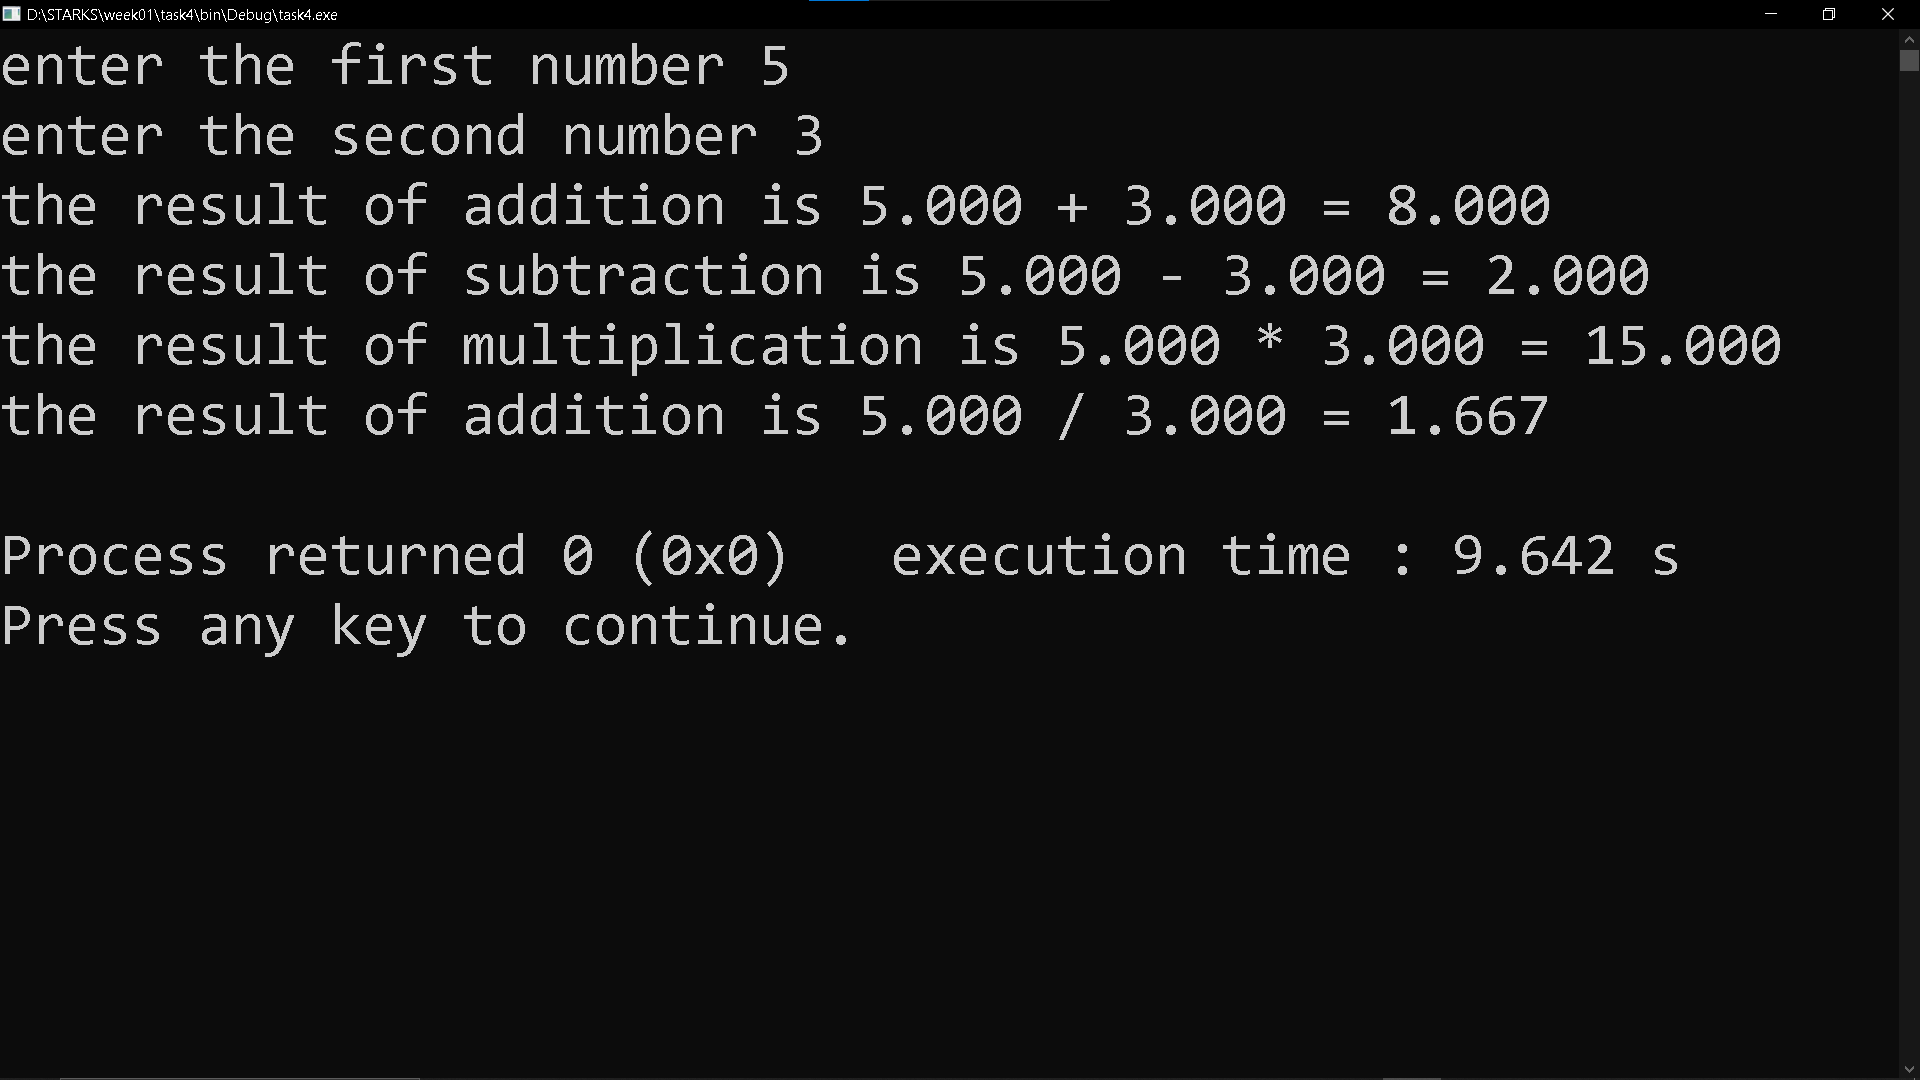 D:\STARKS\week01\task4\bin\Debug\task4.exe
enter the first number 5
enter the second number 3
the result of addition is 5.000 + 3.000 = 8.000
the result of subtraction is 5.000 - 3.000 = 2.000
the result of multiplication is 5.000 * 3.000 = 15.000
the result of addition is 5.000 / 3.000 = 1.667
Process returned 0 (0x0)   execution time : 9.642 s
Press any key to continue.